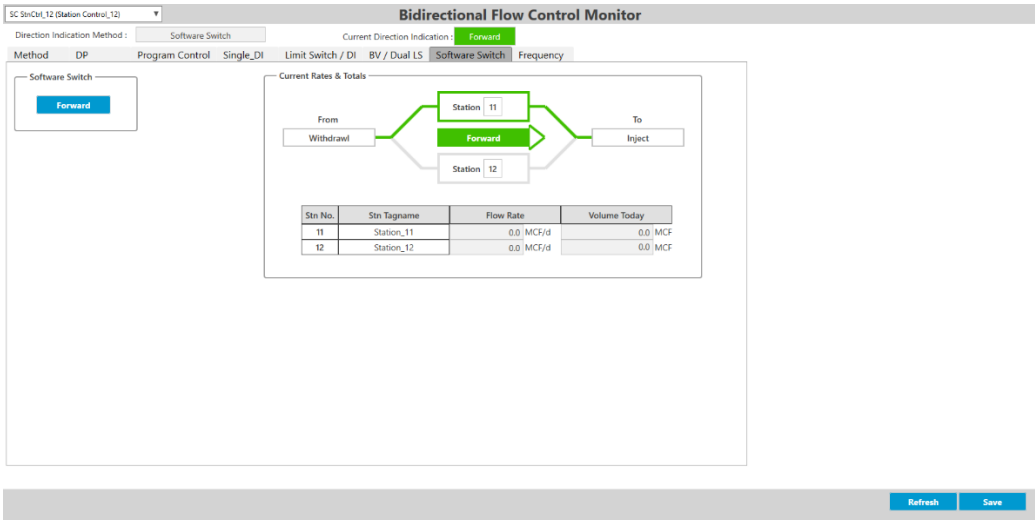 SC StnCtrl_12 (Station Control_12) ▼
Bidirectional Flow Control Monitor
Direction Indication Method : Software Switch Current Direction Indication : Forward
Method DP Program Control Single_DI Limit Switch / DI BV / Dual LS Software Switch Frequency
Software Switch
Forward
Current Rates & Totals
Station 11
From To
Withdrawl Forward Inject
Station 12
Stn No. Stn Tagname Flow Rate Volume Today
11 Station_11 0.0 MCF/d 0.0 MCF
12 Station_12 0.0 MCF/d 0.0 MCF
Refresh Save